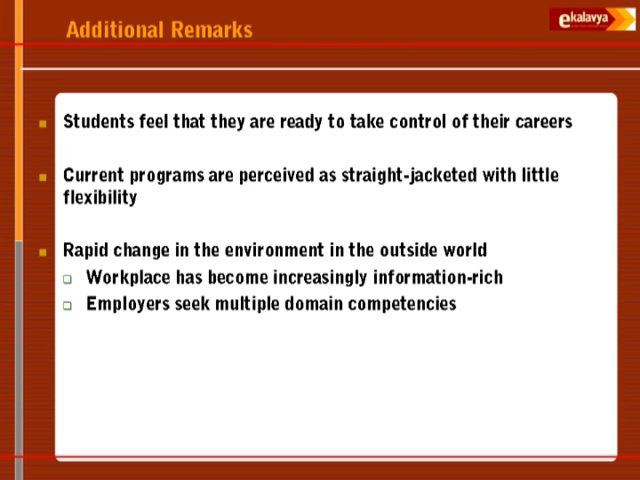 Additional Remarks
ekalavya
Students feel that they are ready to take control of their careers
Current programs are perceived as straight-jacketed with little
flexibility
Rapid change in the environment in the outside world
Workplace has become increasingly information-rich
Employers seek multiple domain competencies